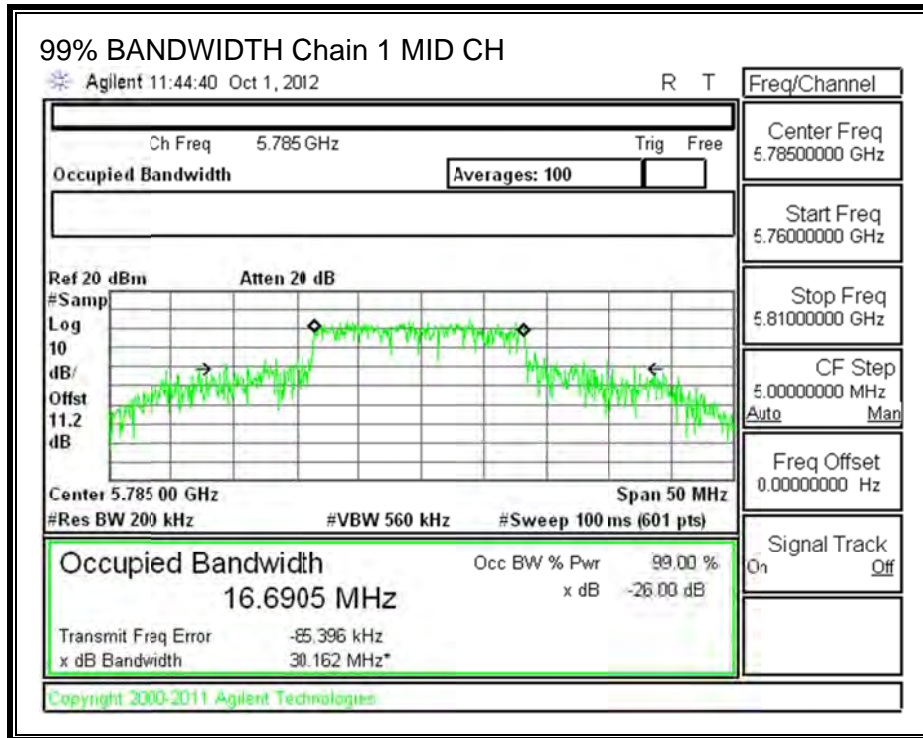 99% BANDWIDTH Chain 1 MID CH
Agilent 11:44:40 Oct 1, 2012 R T
Ch Freq 5.785 GHz Trig Free
Occupied Bandwidth Averages: 100
Ref 20 dBm Atten 20 dB
#Samp
Log
10
dB/
Offst
11.2
dB
Center 5.785 00 GHz Span 50 MHz
#Res BW 200 kHz #VBW 560 kHz #Sweep 100 ms (601 pts)
Occupied Bandwidth Occ BW % Pwr 99.00 %
16.6905 MHz x dB -26.00 dB
Transmit Freq Error -85.396 kHz
x dB Bandwidth 30.162 MHz*
Copyright 2000-2011 Agilent Technologies
Freq/Channel
Center Freq
5.78500000 GHz
Start Freq
5.76000000 GHz
Stop Freq
5.81000000 GHz
CF Step
5.00000000 MHz
Auto Man
Freq Offset
0.00000000 Hz
Signal Track
On Off